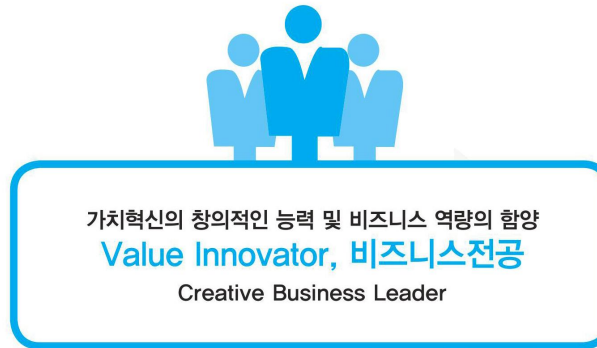 가치혁신의 창의적인 능력 및 비즈니스 역량의 함양
Value Innovator, 비즈니스전공
Creative Business Leader